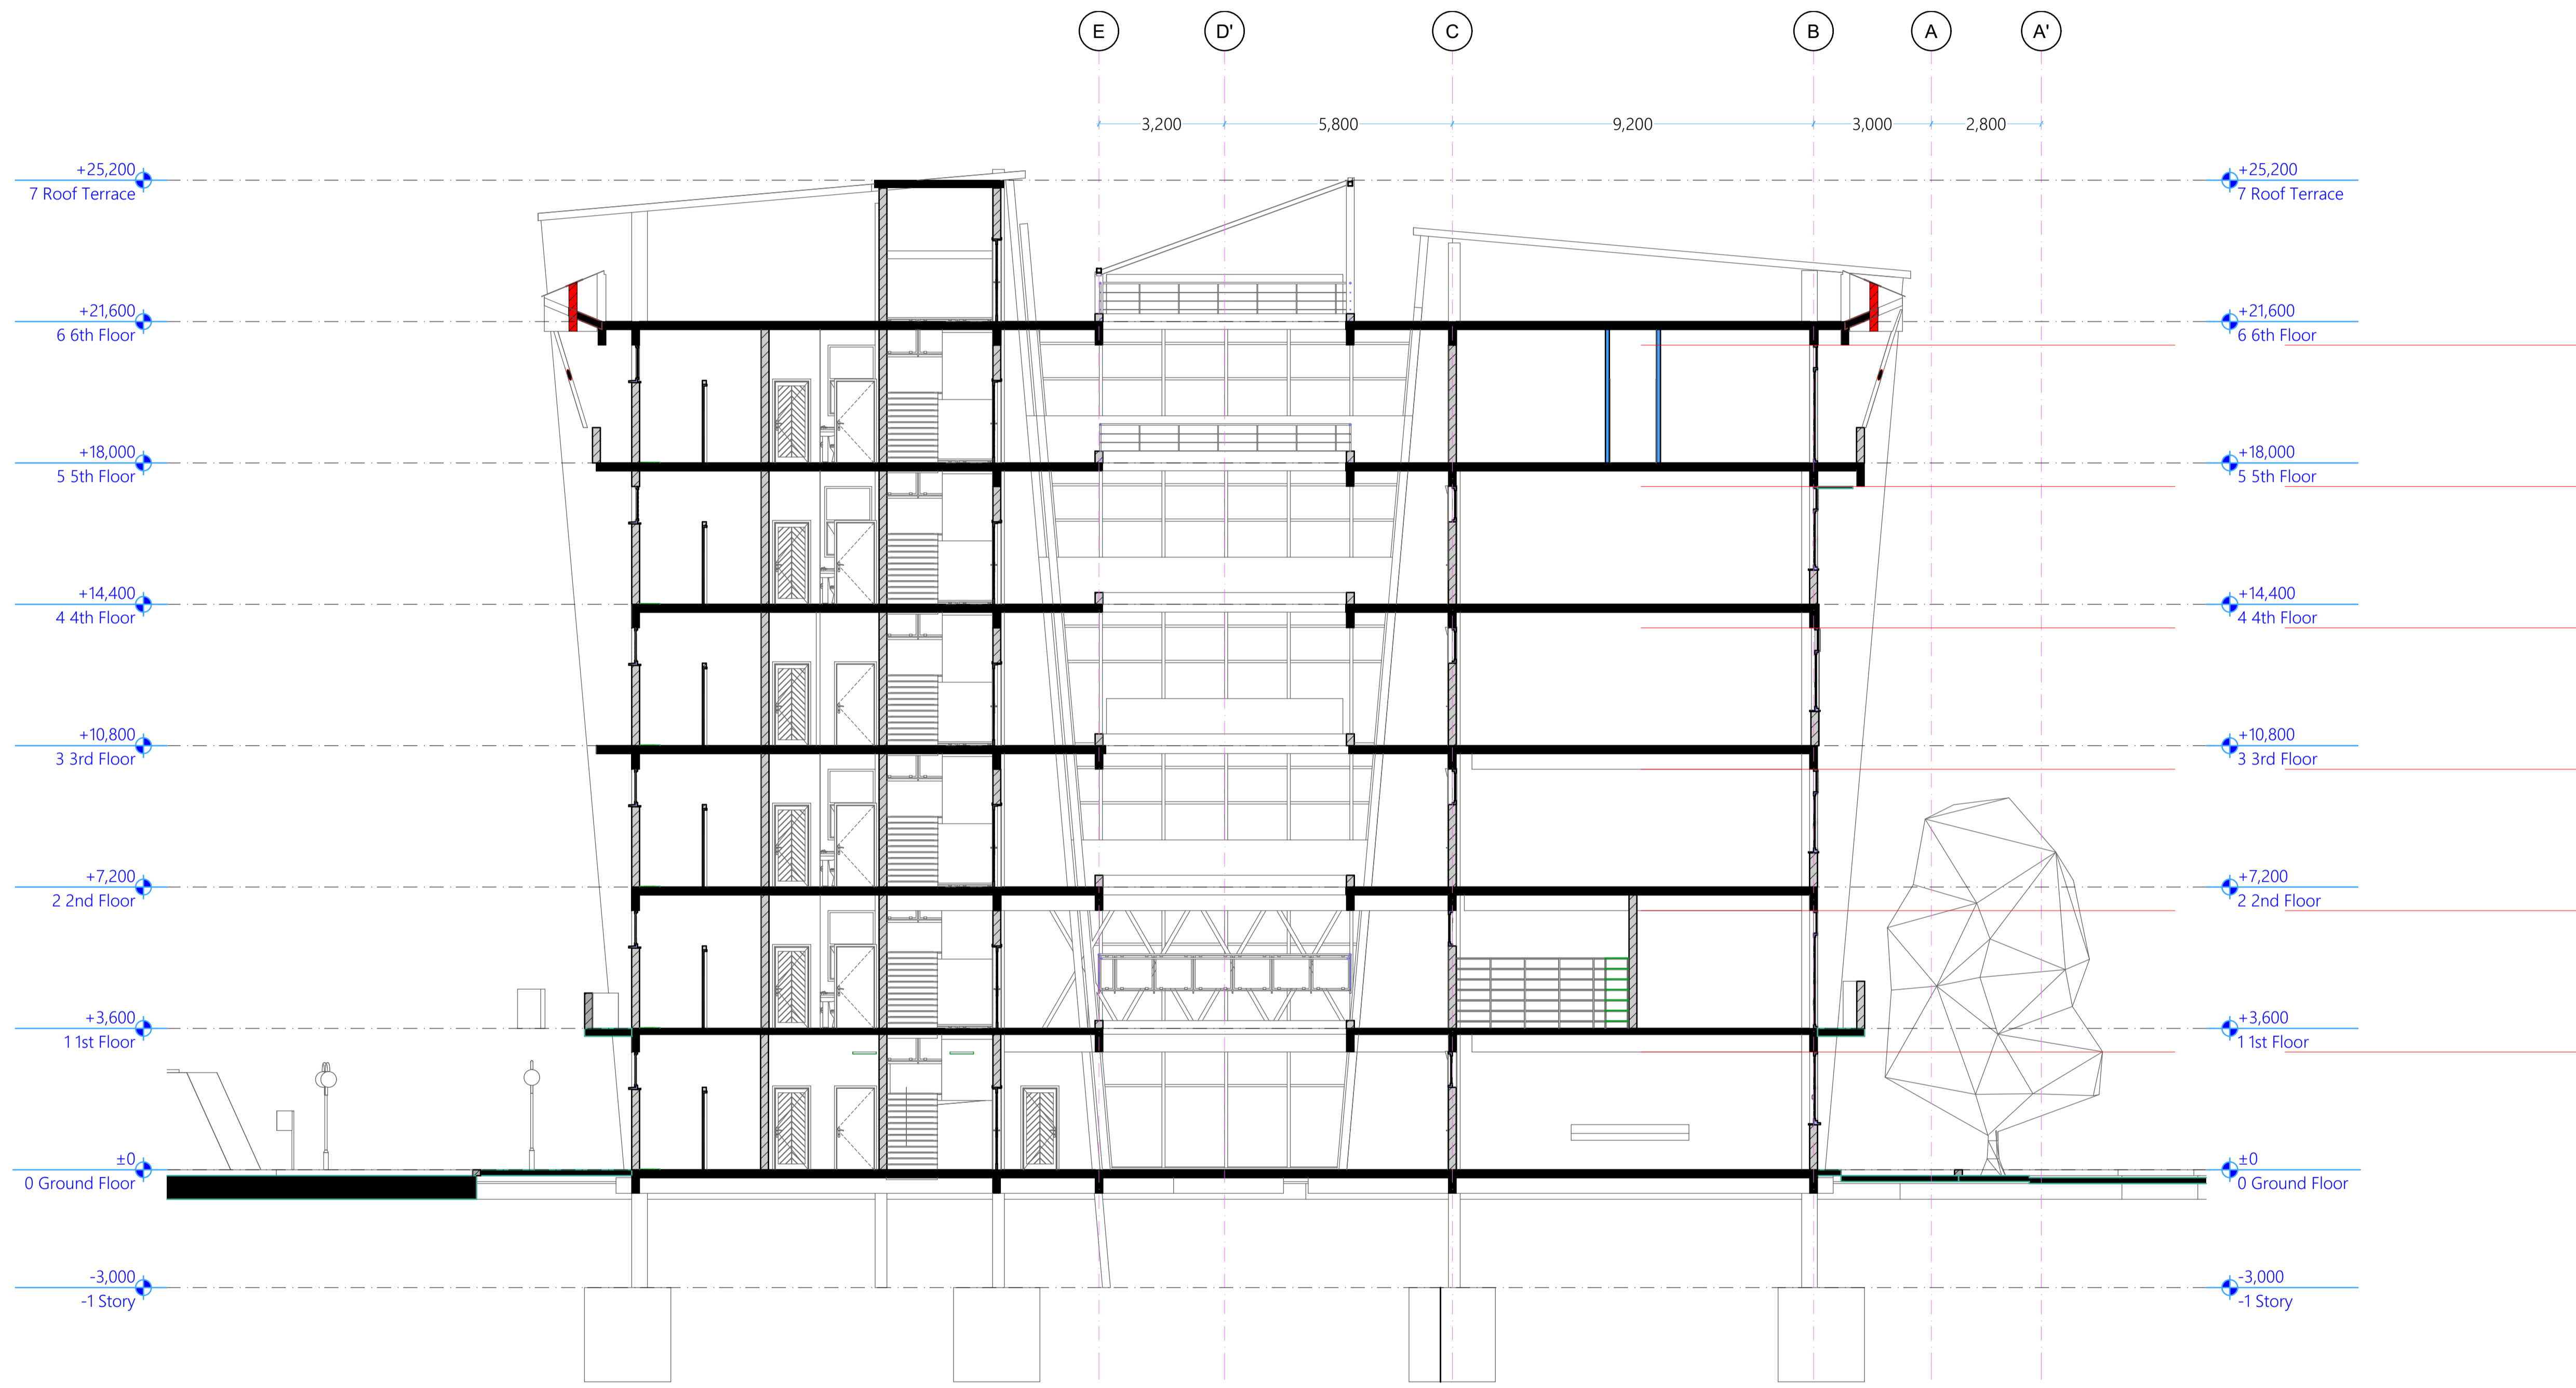 E D' C B A A'
3,200 5,800 9,200 3,000 2,800
+25,200 +25,200
7 Roof Terrace 7 Roof Terrace
+21,600 +21,600
6 6th Floor 6 6th Floor
+18,000 +18,000
5 5th Floor 5 5th Floor
+14,400 +14,400
4 4th Floor 4 4th Floor
+10,800 +10,800
3 3rd Floor 3 3rd Floor
+7,200 +7,200
2 2nd Floor 2 2nd Floor
+3,600 +3,600
1 1st Floor 1 1st Floor
±0 ±0
0 Ground Floor 0 Ground Floor
-3,000 -3,000
-1 Story -1 Story